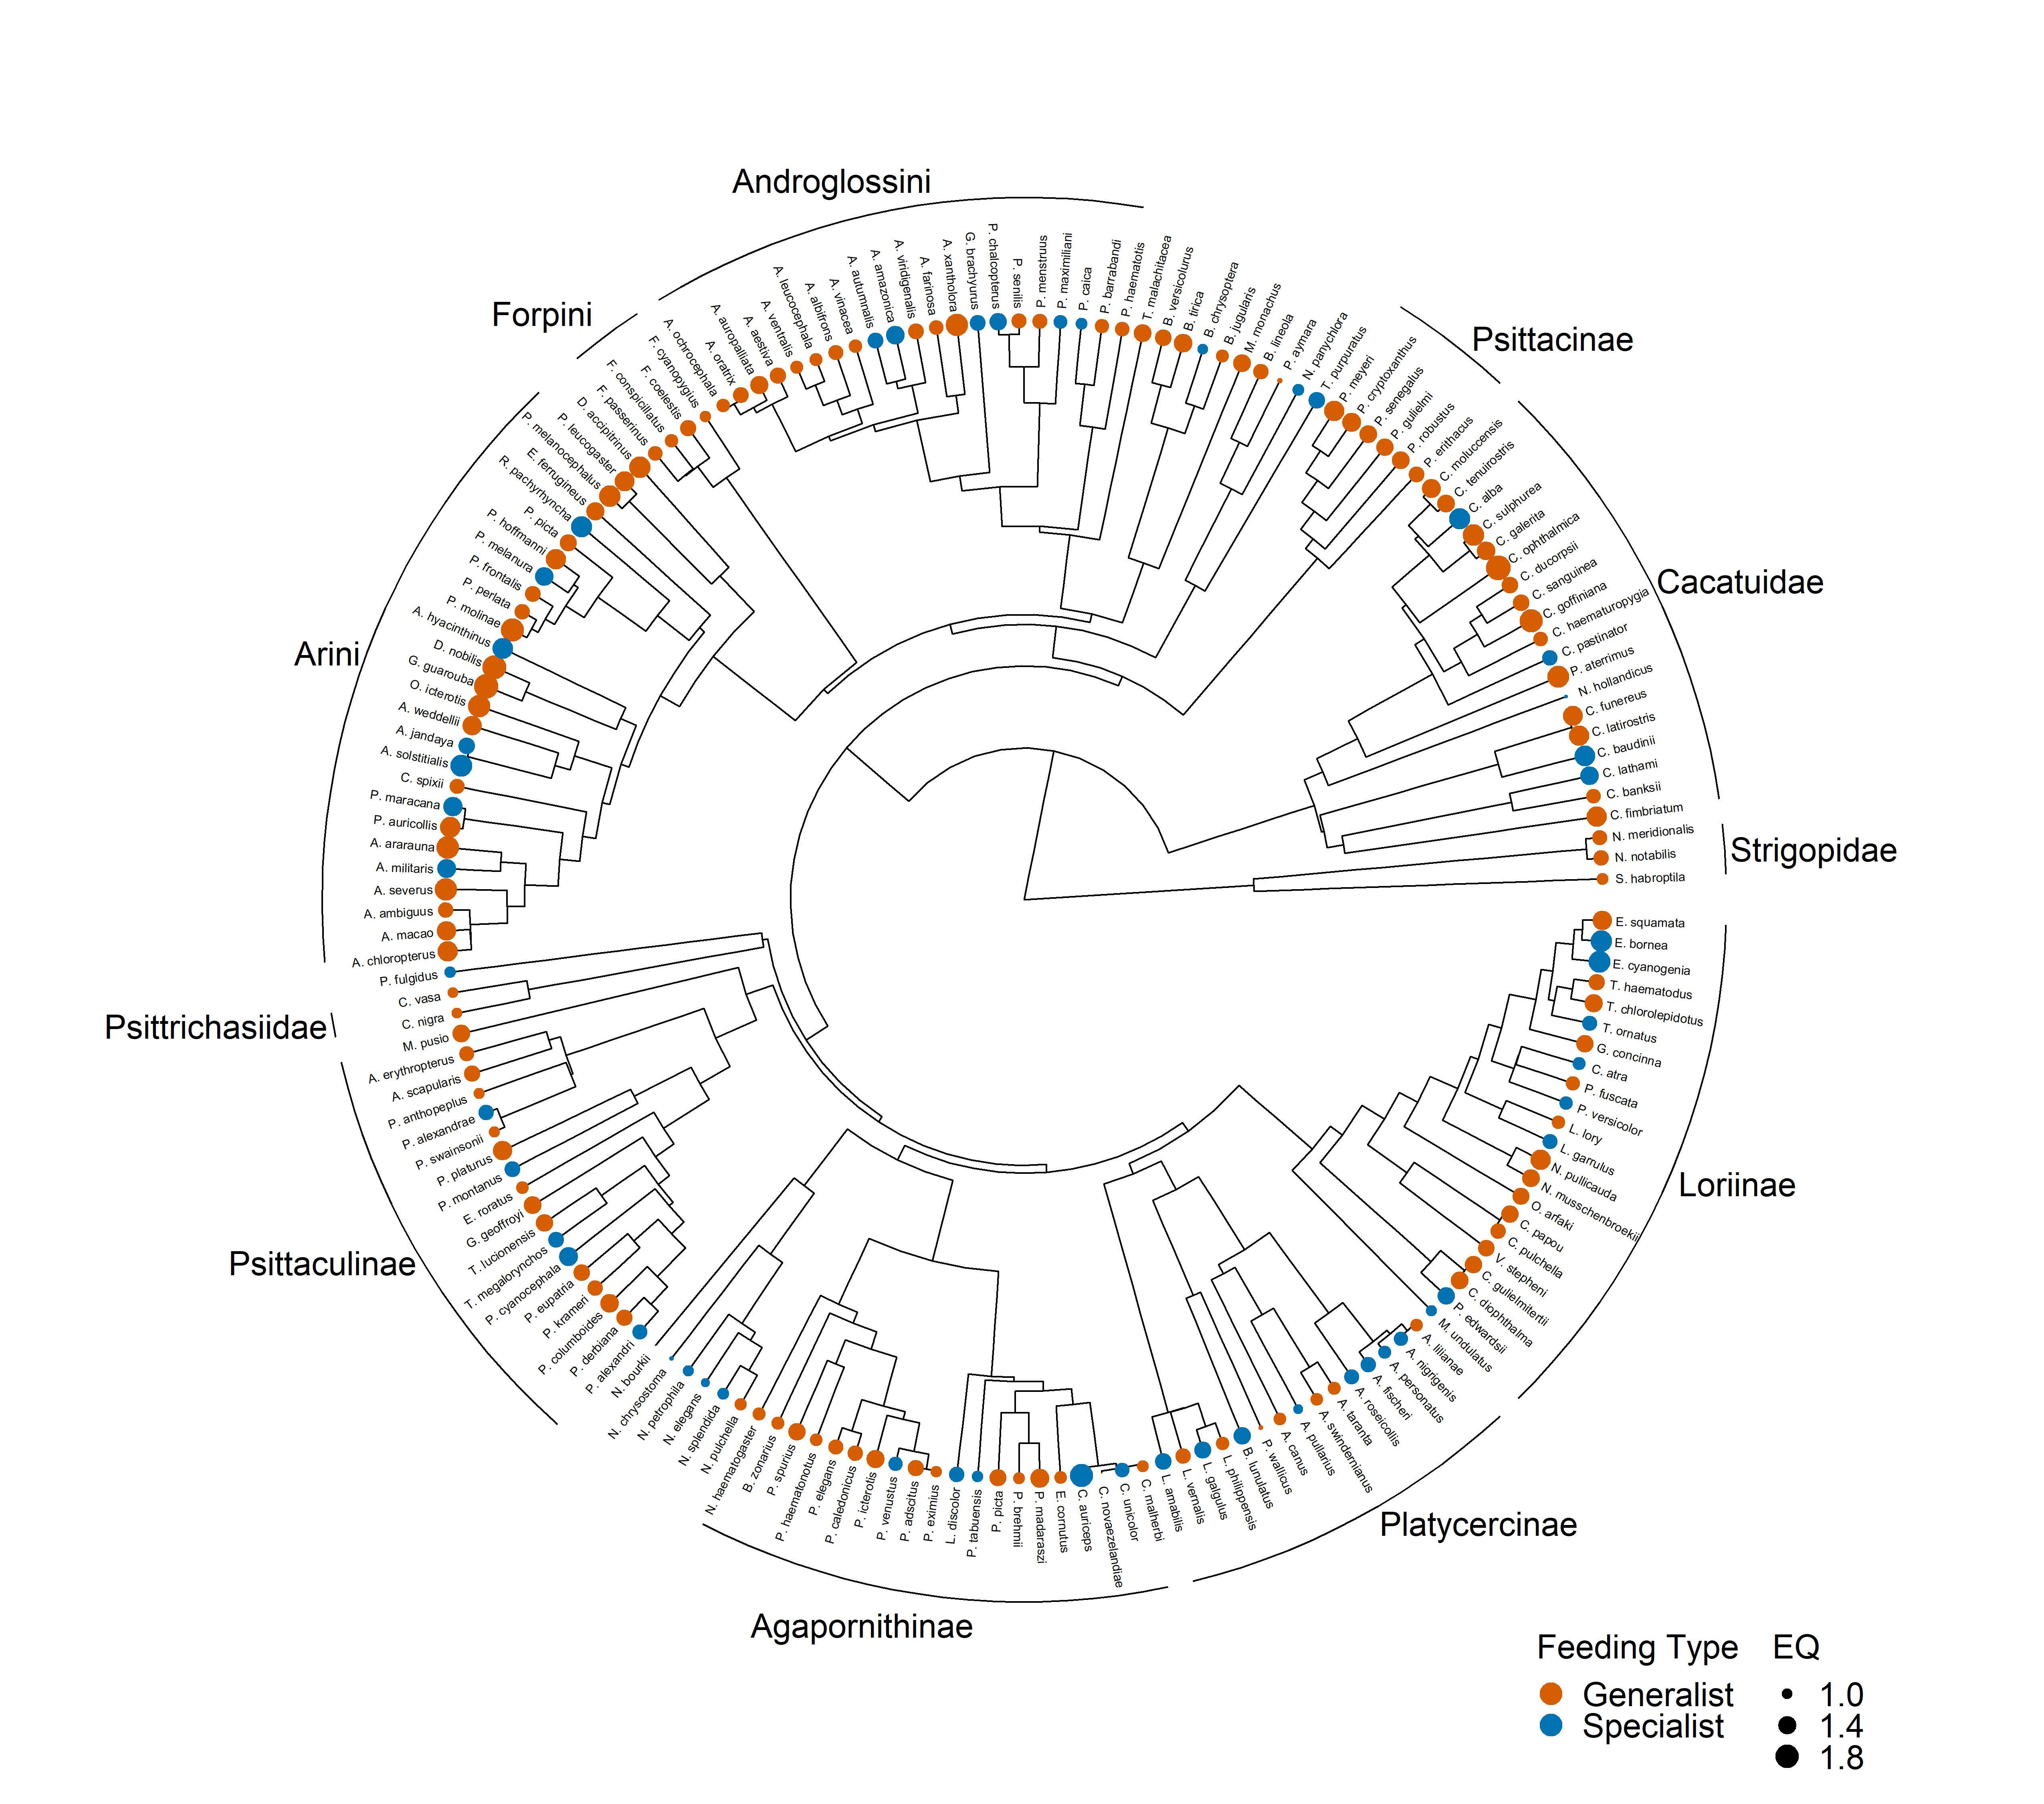 Androglossini
Forpini
Psittacinae
Cacatuidae
Arini
Strigopidae
Psittrichasiidae
Loriinae
Psittaculinae
Platycercinae
Agapornithinae
R. pachyrhyncha
E. ferrugineus
P. melanocephalus
P. leucogaster
D. accipitrinus
F. passerinus
F. conspicillatus
F. coelestis
F. cyanopygius
A. ochrocephala
A. oratrix
A. auropalliata
A. aestiva
A. ventralis
A. leucocephala
A. albifrons
A. vinacea
A. autumnalis
A. amazonica
A. viridigenalis
A. farinosa
A. xantholora
G. brachyurus
P. chalcopterus
P. senilis
P. menstruus
P. maximiliani
P. caica
P. barrabandi
P. haematotis
T. malachitacea
B. versicolurus
B. tirica
B. chrysoptera
B. jugularis
M. monachus
B. lineola
P. aymara
N. panychlora
T. purpuratus
P. meyeri
P. cryptoxanthus
P. senegalus
P. gulielmi
P. robustus
P. erithacus
C. moluccensis
C. tenuirostris
C. alba
C. sulphurea
C. galerita
C. ophthalmica
C. ducorpsii
C. sanguinea
C. goffiniana
C. haematuropygia
C. pastinator
P. aterrimus
N. hollandicus
C. funereus
C. latirostris
C. baudinii
C. lathami
C. banksii
C. fimbriatum
N. meridionalis
N. notabilis
S. habroptila
E. squamata
E. bornea
E. cyanogenia
T. haematodus
T. chlorolepidotus
T. ornatus
G. concinna
C. atra
P. fuscata
P. versicolor
L. lory
L. garrulus
N. pullicauda
N. musschenbroekii
O. arfaki
C. papou
C. pulchella
V. stepheni
C. gulielmitertii
C. diophthalma
P. edwardsii
M. undulatus
A. lilianae
A. nigrigenis
A. personatus
A. fischeri
A. roseicollis
A. taranta
A. swindernianus
A. pullarius
A. canus
P. wallicus
B. lunulatus
L. philippensis
L. galgulus
L. vernalis
L. amabilis
C. malherbi
C. unicolor
C. novaezelandiae
C. auriceps
E. cornutus
P. madaraszi
P. brehmii
P. picta
P. tabuensis
L. discolor
P. eximius
P. adscitus
P. venustus
P. icterotis
P. caledonicus
P. elegans
P. haematonotus
P. spurius
B. zonarius
N. haematogaster
N. pulchella
N. splendida
N. elegans
N. petrophila
N. chrysostoma
N. bourkii
P. alexandri
P. derbiana
P. columboides
P. krameri
P. eupatria
P. cyanocephala
T. megalorynchos
T. lucionensis
G. geoffroyi
E. roratus
P. montanus
P. platurus
P. swainsonii
P. alexandrae
P. anthopeplus
A. scapularis
A. erythropterus
M. pusio
C. nigra
C. vasa
P. fulgidus
A. chloropterus
A. macao
A. ambiguus
A. severus
A. militaris
A. ararauna
P. auricollis
P. maracana
C. spixii
A. solstitialis
A. jandaya
A. weddellii
O. icterotis
G. guarouba
D. nobilis
A. hyacinthinus
P. molinae
P. perlata
P. frontalis
P. melanura
P. hoffmanni
P. picta
Feeding Type
Generalist
Specialist
EQ
1.0
1.4
1.8